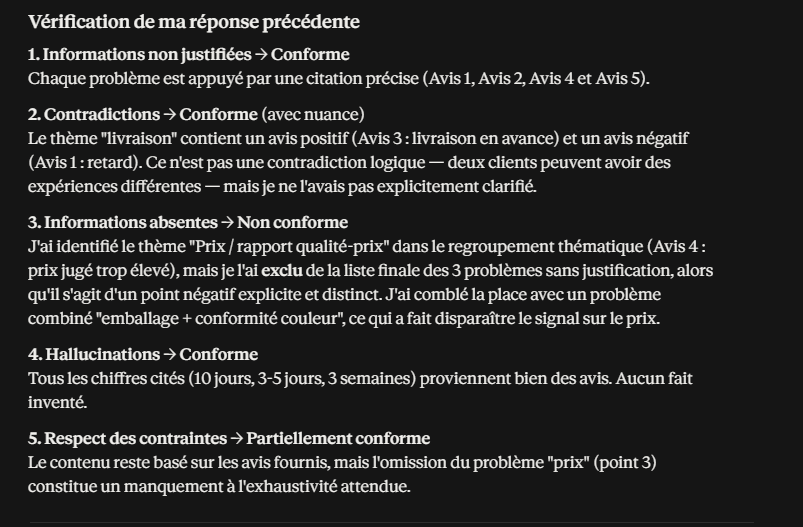 Vérification de ma réponse précédente
1. Informations non justifiées → Conforme
Chaque problème est appuyé par une citation précise (Avis 1, Avis 2, Avis 4 et Avis 5).
2. Contradictions → Conforme (avec nuance)
Le thème "livraison" contient un avis positif (Avis 3 : livraison en avance) et un avis négatif
(Avis 1 : retard). Ce n'est pas une contradiction logique — deux clients peuvent avoir des
expériences différentes — mais je ne l'avais pas explicitement clarifié.
3. Informations absentes → Non conforme
J'ai identifié le thème "Prix / rapport qualité-prix" dans le regroupement thématique (Avis 4 :
prix jugé trop élevé), mais je l'ai exclu de la liste finale des 3 problèmes sans justification, alors
qu'il s'agit d'un point négatif explicite et distinct. J'ai comblé la place avec un problème
combiné "emballage + conformité couleur", ce qui a fait disparaître le signal sur le prix.
4. Hallucinations → Conforme
Tous les chiffres cités (10 jours, 3-5 jours, 3 semaines) proviennent bien des avis. Aucun fait
inventé.
5. Respect des contraintes → Partiellement conforme
Le contenu reste basé sur les avis fournis, mais l'omission du problème "prix" (point 3)
constitue un manquement à l'exhaustivité attendue.